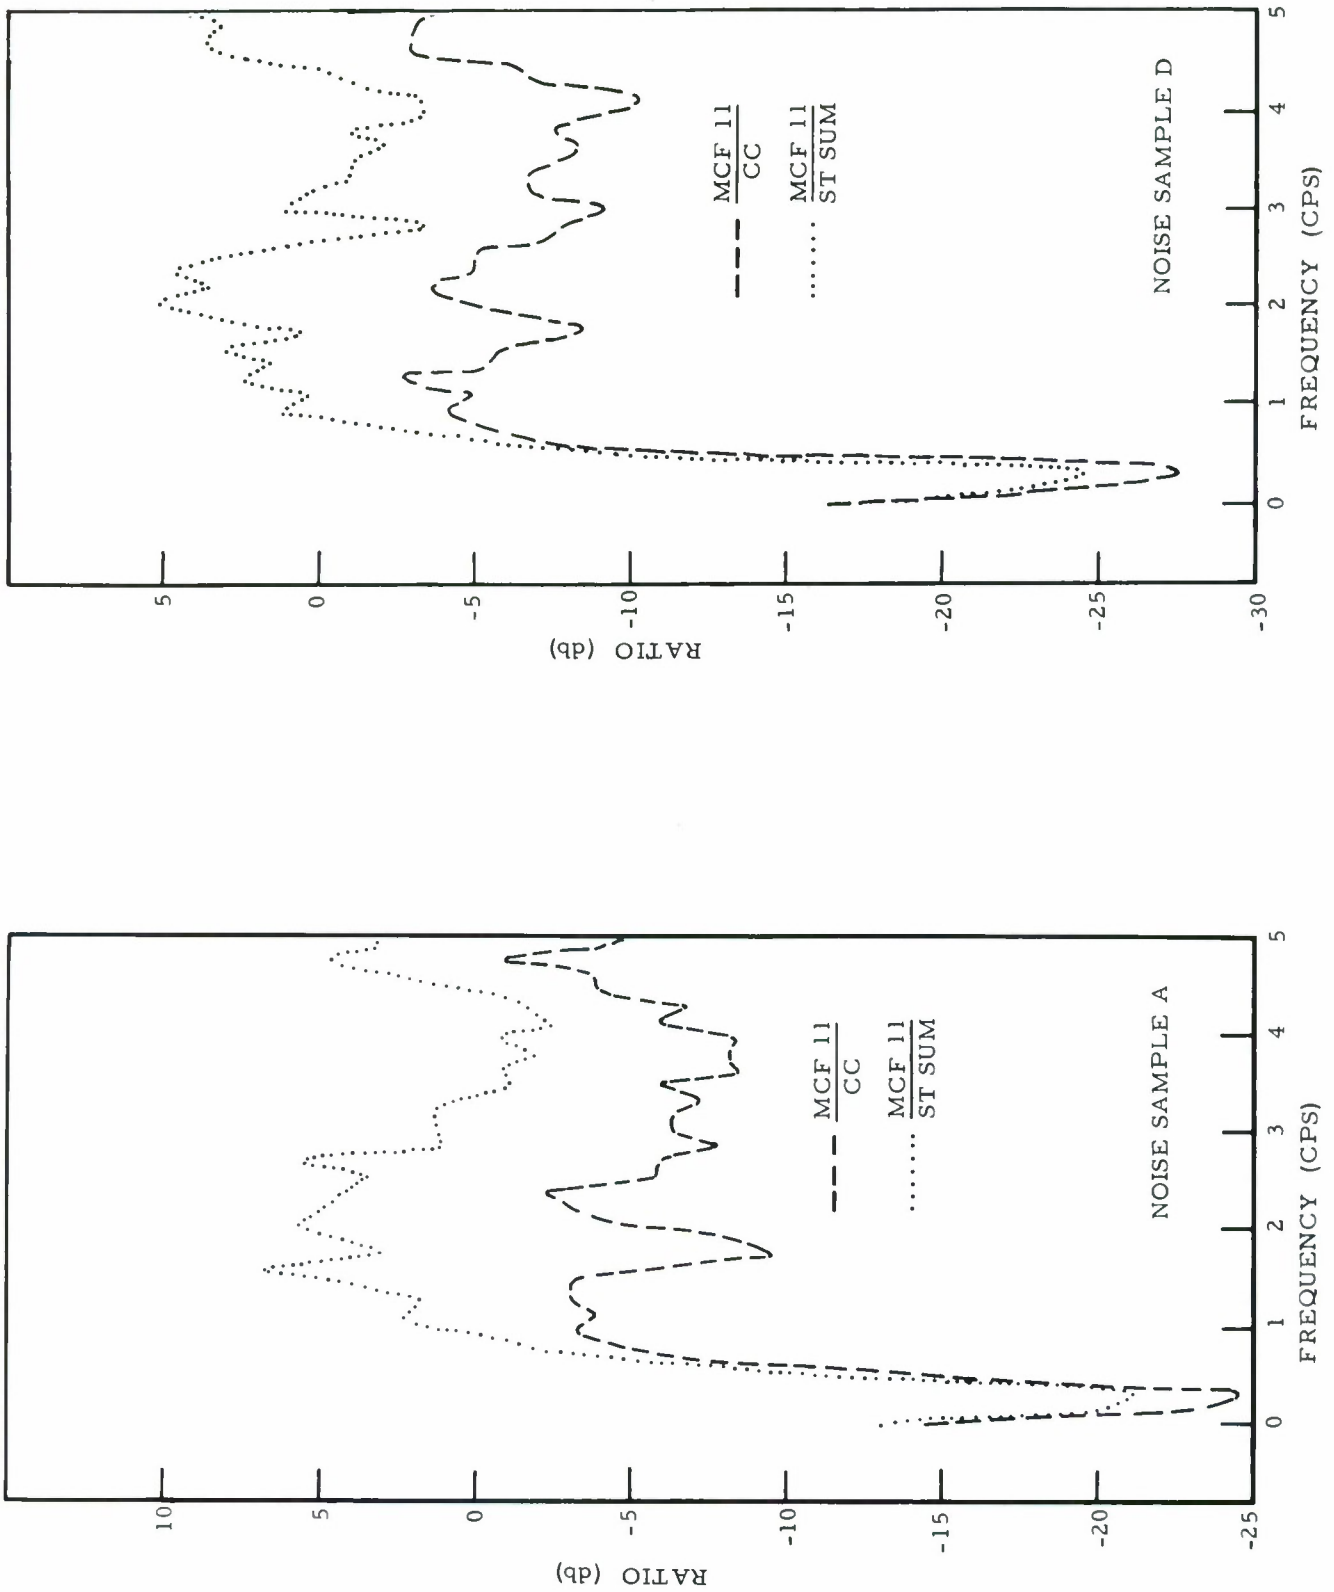 RATIO (db)
10
5
0
-5
-10
-15
-20
-25
MCF 11
CC
MCF 11
ST SUM
NOISE SAMPLE A
0
1
2
3
4
5
FREQUENCY (CPS)
RATIO (db)
5
0
-5
-10
-15
-20
-25
-30
MCF 11
CC
MCF 11
ST SUM
NOISE SAMPLE D
0
1
2
3
4
5
FREQUENCY (CPS)